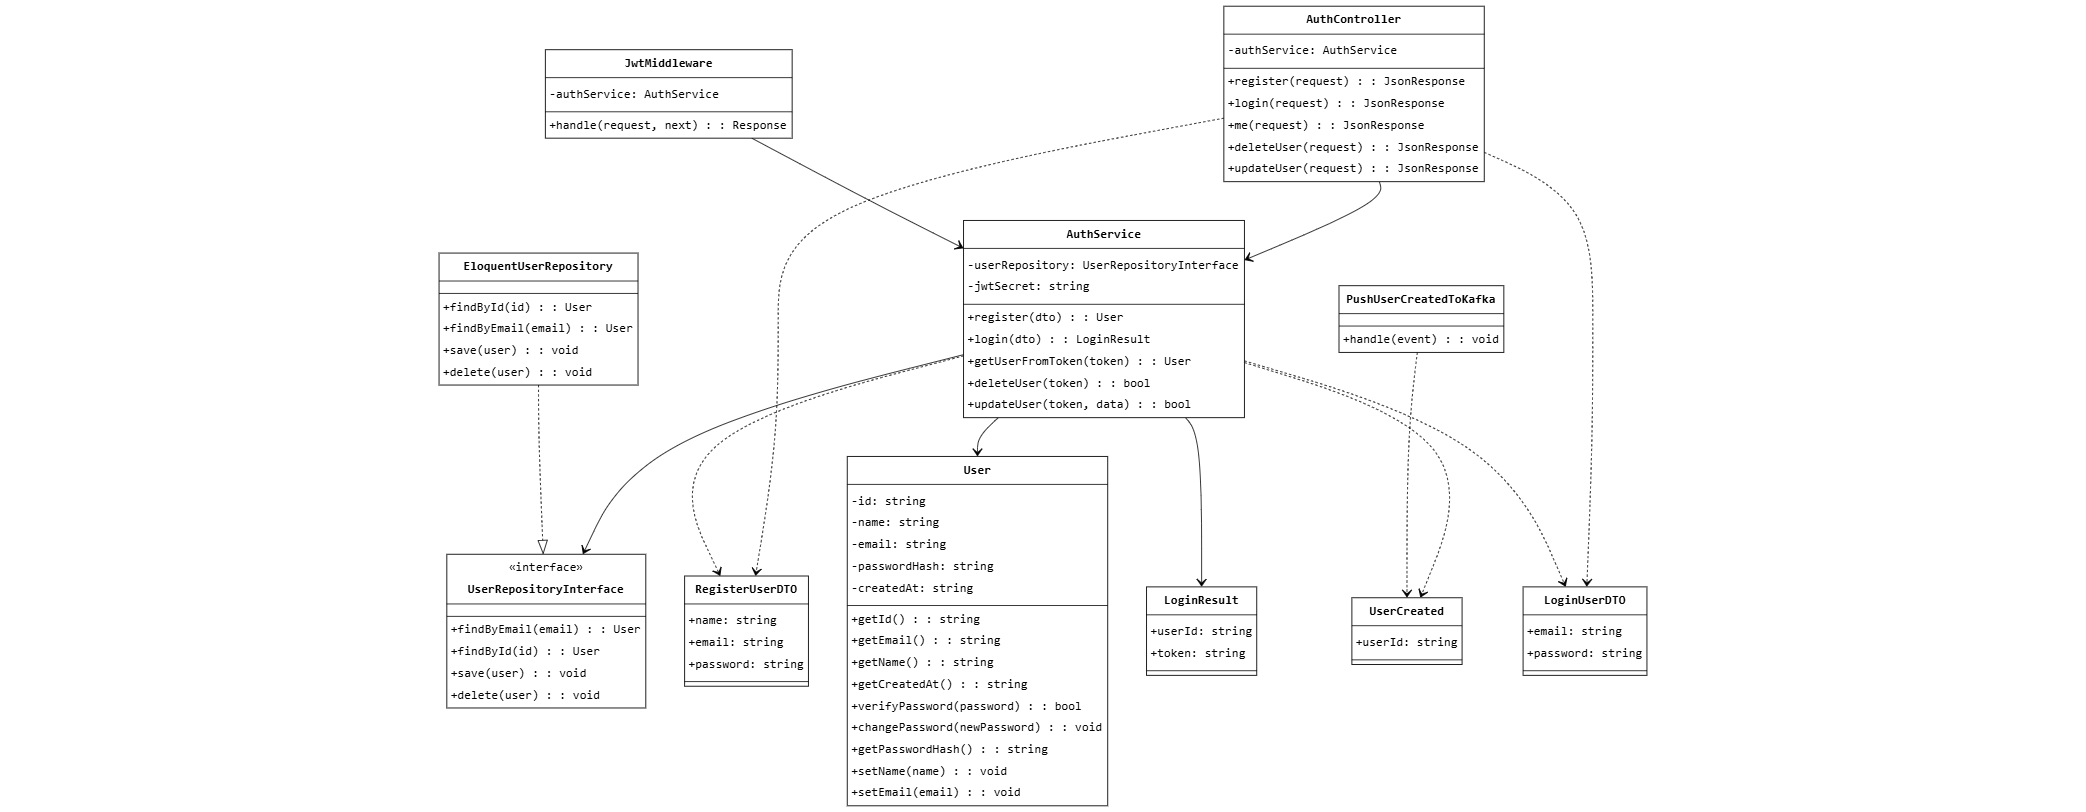 AuthController
-authService: AuthService
+register(request) : : JsonResponse
+login(request) : : JsonResponse
+me(request) : : JsonResponse
+deleteUser(request) : : JsonResponse
+updateUser(request) : : JsonResponse
JwtMiddleware
-authService: AuthService
+handle(request, next) : : Response
AuthService
-userRepository: UserRepositoryInterface
-jwtSecret: string
+register(dto) : : User
+login(dto) : : LoginResult
+getUserFromToken(token) : : User
+deleteUser(token) : : bool
+updateUser(token, data) : : bool
EloquentUserRepository
+findById(id) : : User
+findByEmail(email) : : User
+save(user) : : void
+delete(user) : : void
PushUserCreatedToKafka
+handle(event) : : void
User
-id: string
-name: string
-email: string
-passwordHash: string
-createdAt: string
+getId() : : string
+getEmail() : : string
+getName() : : string
+getCreatedAt() : : string
+verifyPassword(password) : : bool
+changePassword(newPassword) : : void
+getPasswordHash() : : string
+setName(name) : : void
+setEmail(email) : : void
«interface»
UserRepositoryInterface
+findByEmail(email) : : User
+findById(id) : : User
+save(user) : : void
+delete(user) : : void
RegisterUserDTO
+name: string
+email: string
+password: string
LoginResult
+userId: string
+token: string
UserCreated
+userId: string
LoginUserDTO
+email: string
+password: string